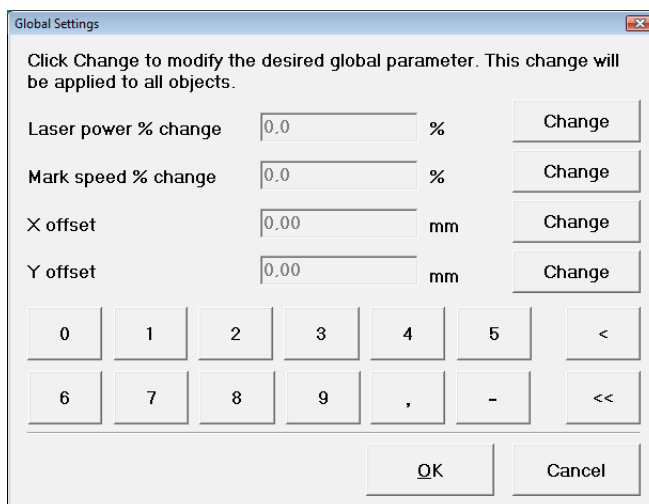 Global Settings
Click Change to modify the desired global parameter. This change will
be applied to all objects.
Laser power % change 0,0 % Change
Mark speed % change 0,0 % Change
X offset 0,00 mm Change
Y offset 0,00 mm Change
0 1 2 3 4 5 <
6 7 8 9 , - <<
OK Cancel